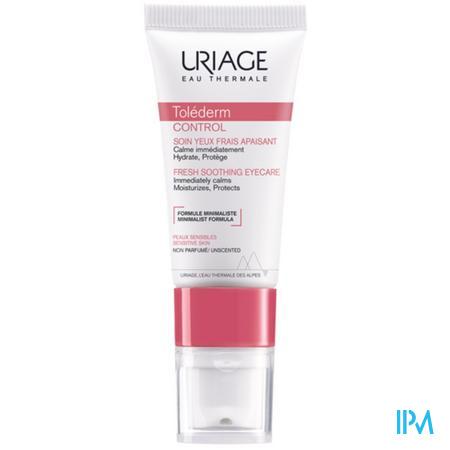 URIAGE
EAU THERMALE
Toléderm
CONTROL
SOIN YEUX FRAIS APAISANT
Calme immédiatement
Hydrate, Protège
FRESH SOOTHING EYECARE
Immediately calms
Moisturizes, Protects
FORMULE MINIMALISTE
MINIMALIST FORMULA
PEAUX SENSIBLES
SENSITIVE SKIN
NON PARFUMÉ/ UNSCENTED
URIAGE, L'EAU THERMALE DES ALPES
IPM